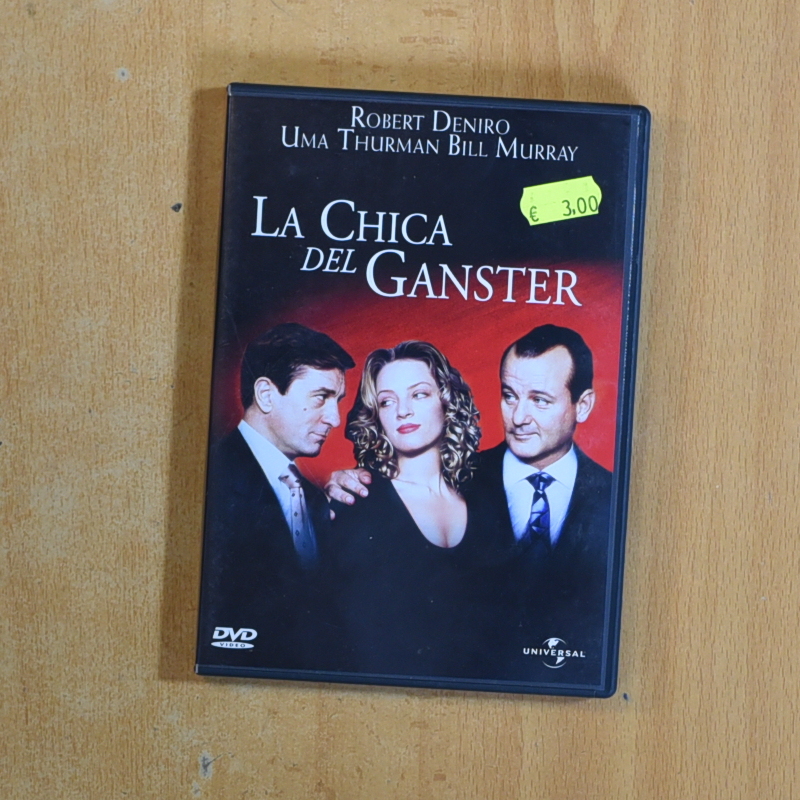 ROBERT DENIRO
UMA THURMAN BILL MURRAY
€ 3,00
LA CHICA
DEL GANSTER
DVD
VIDEO
UNIVERSAL